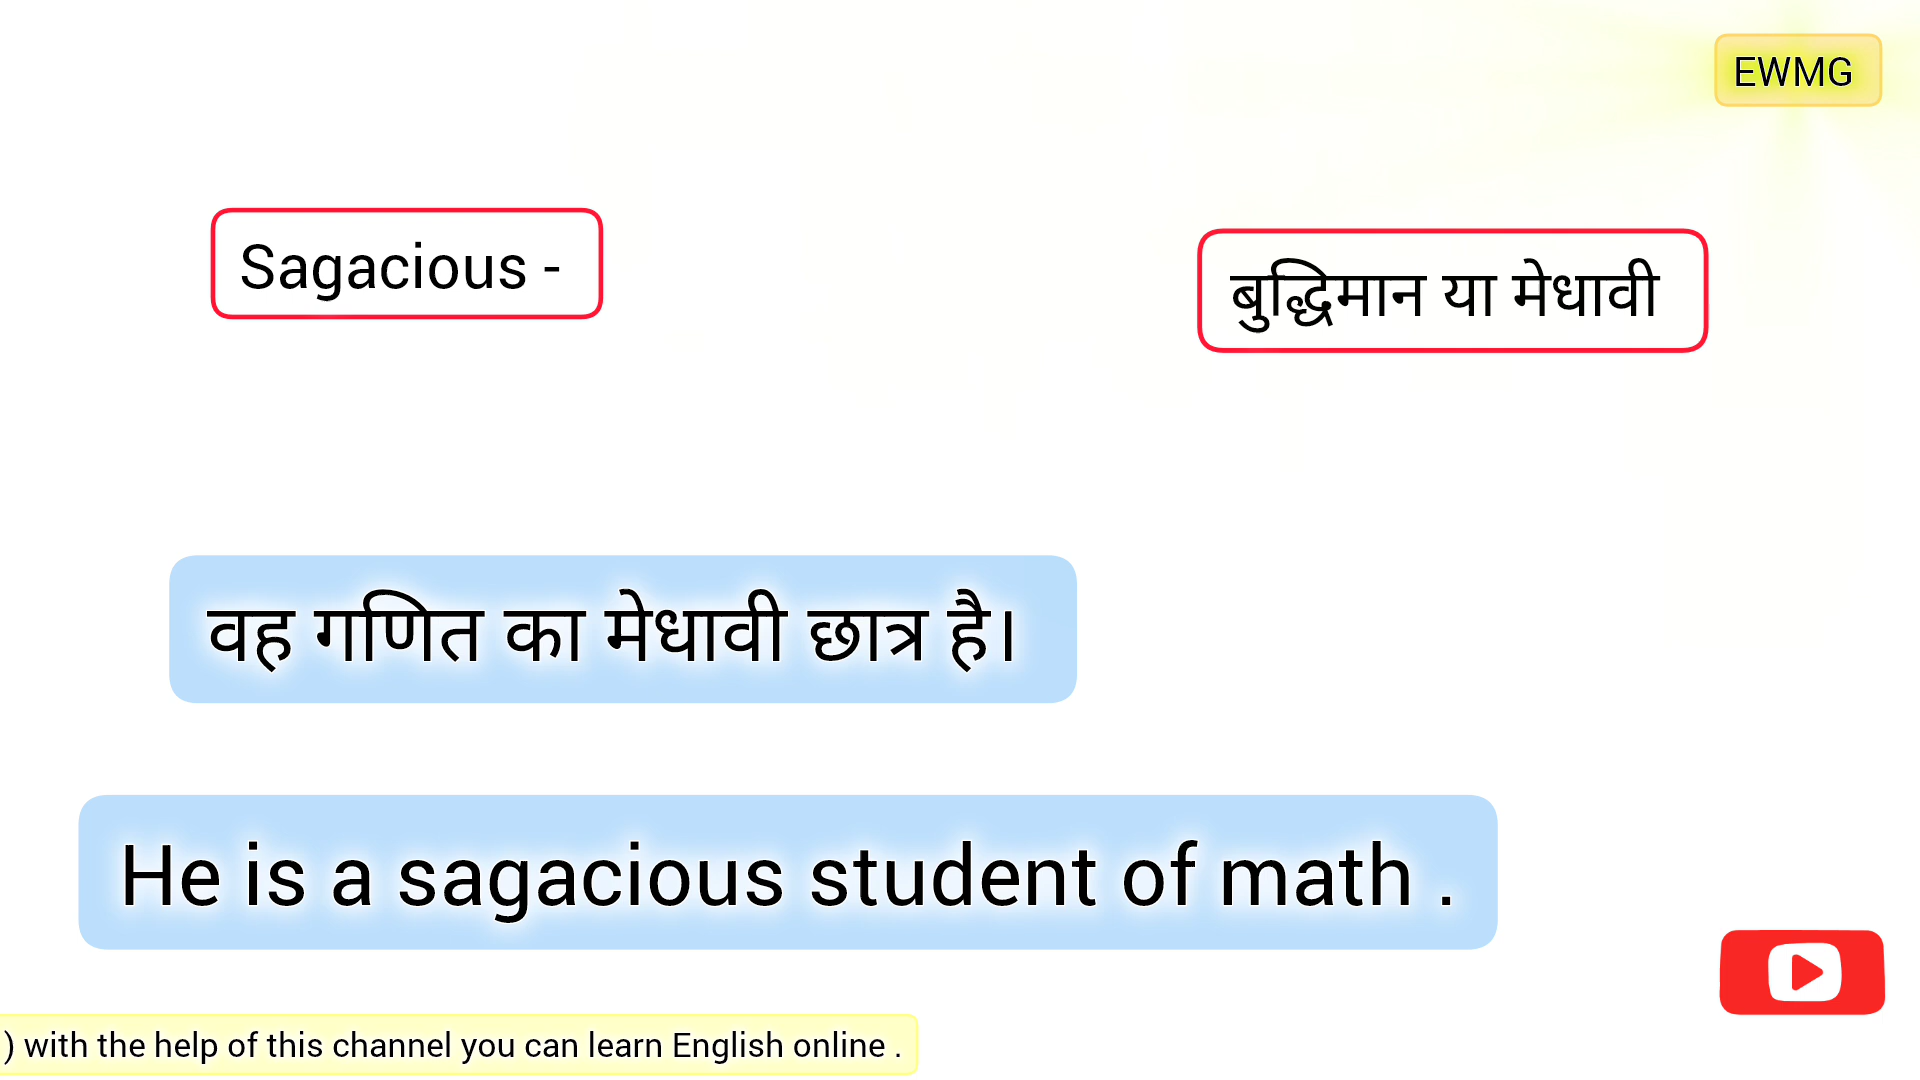 EWMG
Sagacious -
बुद्धिमान या मेधावी
वह गणित का मेधावी छात्र है।
He is a sagacious student of math .
) with the help of this channel you can learn English online .